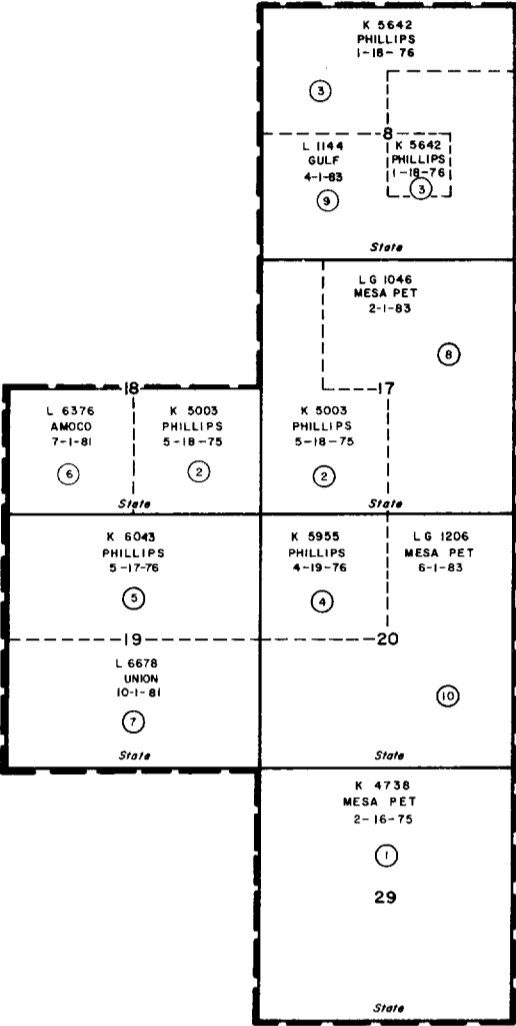 K 5642
PHILLIPS
1-18-76
3
8
L 1144
GULF
4-1-83
9
K 5642
PHILLIPS
1-18-76
3
State
LG 1046
MESA PET
2-1-83
8
18
17
L 6376
AMOCO
7-1-81
6
K 5003
PHILLIPS
5-18-75
2
State
K 5003
PHILLIPS
5-18-75
2
State
K 6043
PHILLIPS
5-17-76
5
19
L 6678
UNION
10-1-81
7
State
K 5955
PHILLIPS
4-19-76
4
LG 1206
MESA PET
6-1-83
20
10
State
K 4738
MESA PET
2-16-75
1
29
State